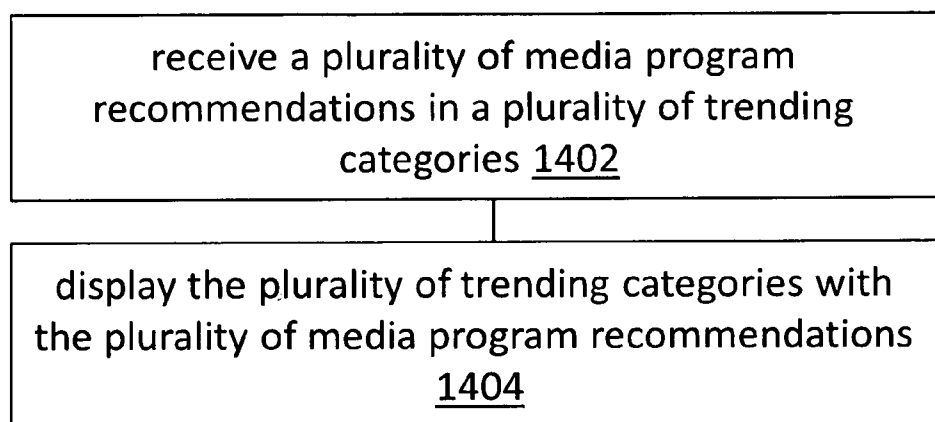 receive a plurality of media program
recommendations in a plurality of trending
categories 1402
display the plurality of trending categories with
the plurality of media program recommendations
1404